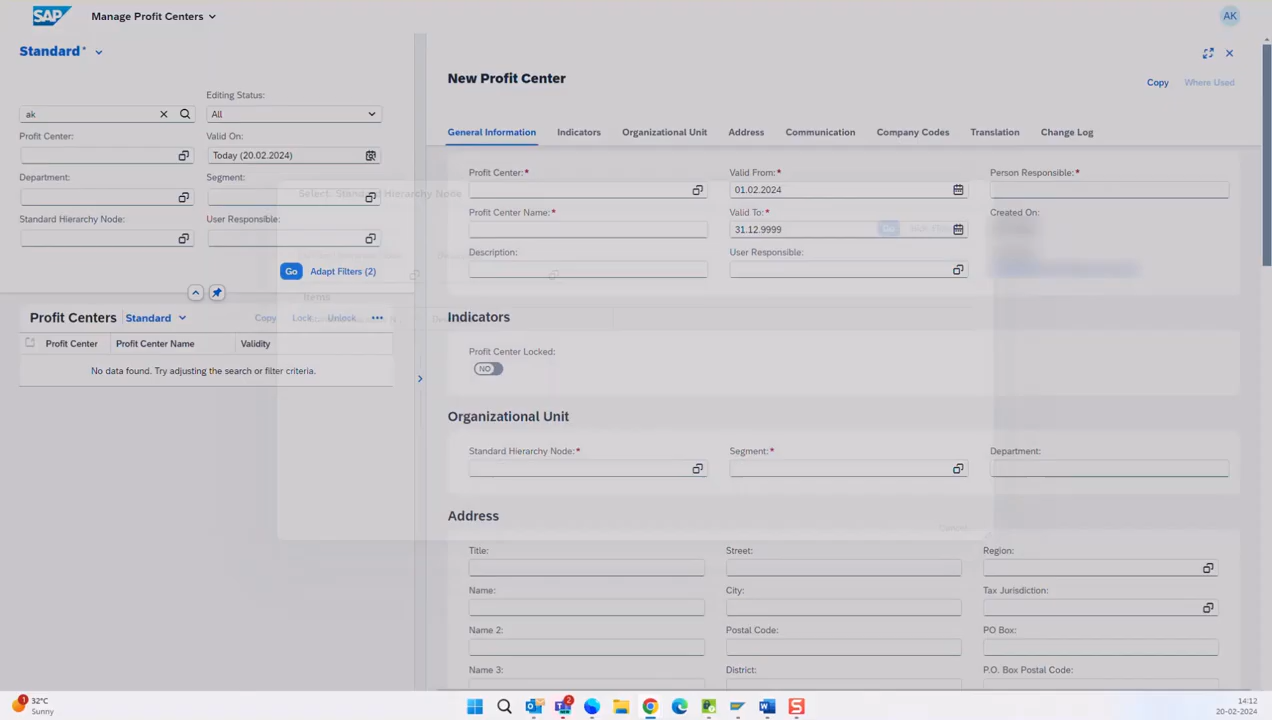 SAP Manage Profit Centers AK
Standard*
ak
Editing Status:
All
Profit Center:
Valid On:
Today (20.02.2024)
Department:
Segment:
Standard Hierarchy Node:
User Responsible:
Go Adapt Filters (2)
Profit Centers Standard Copy Lock Unlock
Profit Center Profit Center Name Validity
No data found. Try adjusting the search or filter criteria.
New Profit Center
Copy Where Used
General Information Indicators Organizational Unit Address Communication Company Codes Translation Change Log
Profit Center:* Valid From:* Person Responsible:*
01.02.2024
Select: Standard Hierarchy Node
Profit Center Name:* Valid To:* Created On:
31.12.9999
Go
Description: User Responsible:
Items
Indicators
Profit Center Locked:
NO
Organizational Unit
Standard Hierarchy Node:* Segment:* Department:
Address
Cancel
Title: Street: Region:
Name: City: Tax Jurisdiction:
Name 2: Postal Code: PO Box:
Name 3: District: P.O. Box Postal Code:
1
32°C
Sunny
2
14:12
20-02-2024